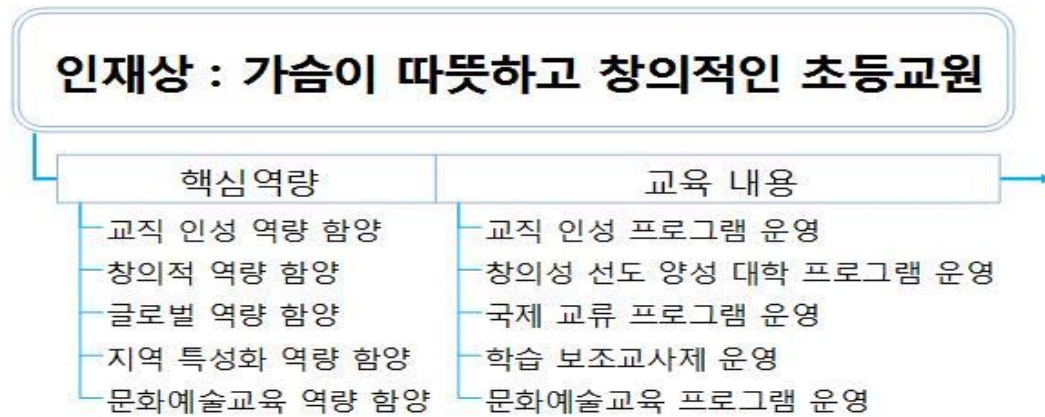 인재상 : 가슴이 따뜻하고 창의적인 초등교원
핵심역량 교육 내용
교직 인성 역량 함양 교직 인성 프로그램 운영
창의적 역량 함양 창의성 선도 양성 대학 프로그램 운영
글로벌 역량 함양 국제 교류 프로그램 운영
지역 특성화 역량 함양 학습 보조교사제 운영
문화예술교육 역량 함양 문화예술교육 프로그램 운영